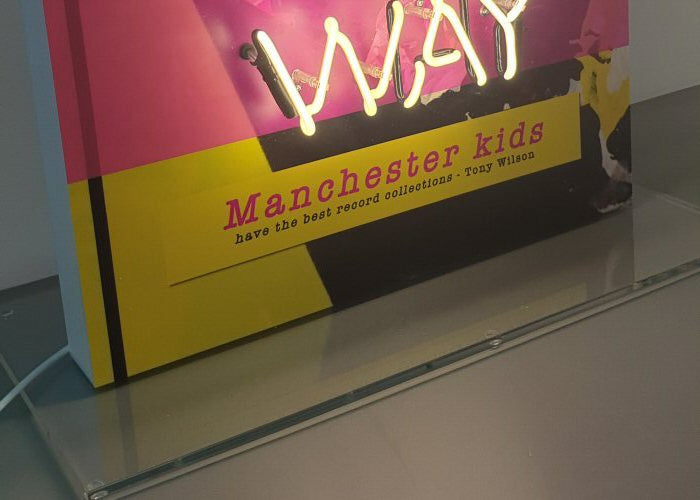 WAY
Manchester kids
have the best record collections - Tony Wilson